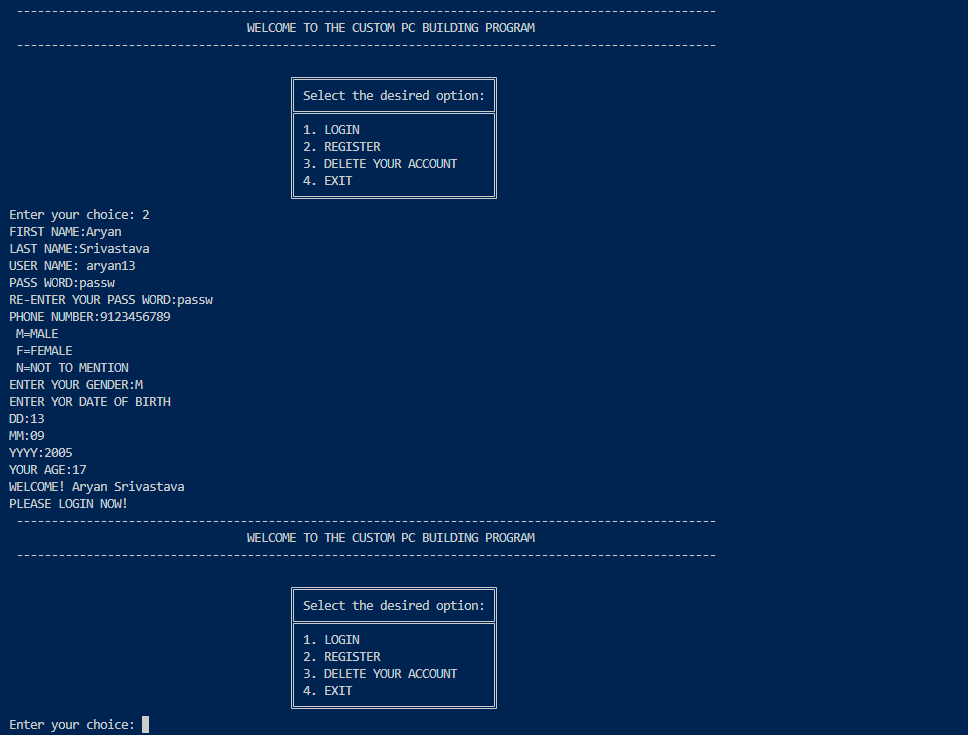 ----------------------------------------------------------------------------------------------------
WELCOME TO THE CUSTOM PC BUILDING PROGRAM
----------------------------------------------------------------------------------------------------
Select the desired option:
1. LOGIN
2. REGISTER
3. DELETE YOUR ACCOUNT
4. EXIT
Enter your choice: 2
FIRST NAME:Aryan
LAST NAME:Srivastava
USER NAME: aryan13
PASS WORD:passw
RE-ENTER YOUR PASS WORD:passw
PHONE NUMBER:9123456789
M=MALE
F=FEMALE
N=NOT TO MENTION
ENTER YOUR GENDER:M
ENTER YOR DATE OF BIRTH
DD:13
MM:09
YYYY:2005
YOUR AGE:17
WELCOME! Aryan Srivastava
PLEASE LOGIN NOW!
----------------------------------------------------------------------------------------------------
WELCOME TO THE CUSTOM PC BUILDING PROGRAM
----------------------------------------------------------------------------------------------------
Select the desired option:
1. LOGIN
2. REGISTER
3. DELETE YOUR ACCOUNT
4. EXIT
Enter your choice: